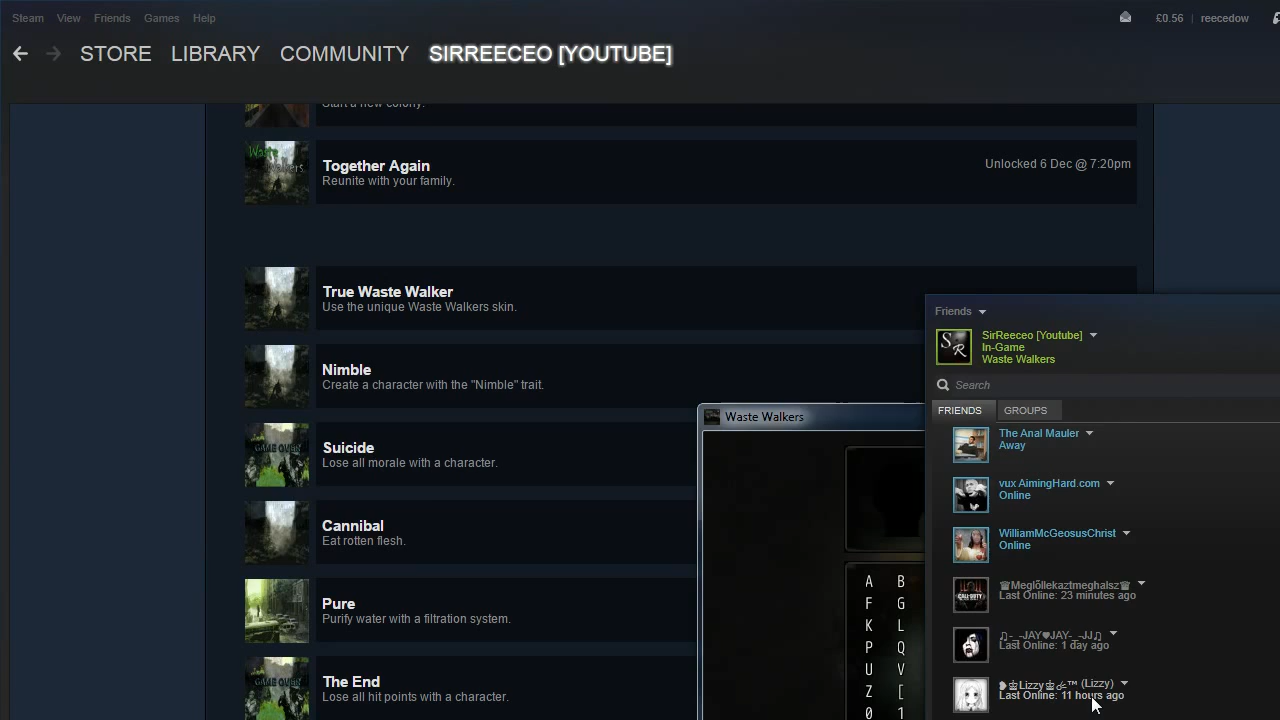 Steam View Friends Games Help
£0.56 | reecedow
STORE LIBRARY COMMUNITY SIRREECEO [YOUTUBE]
Start a new colony.
Together Again
Reunite with your family.
Unlocked 6 Dec @ 7:20pm
True Waste Walker
Use the unique Waste Walkers skin.
Nimble
Create a character with the "Nimble" trait.
Suicide
Lose all morale with a character.
Cannibal
Eat rotten flesh.
Pure
Purify water with a filtration system.
The End
Lose all hit points with a character.
Waste Walkers
A B
F G
K L
P Q
U V
Z [
0 1
Friends
SirReeceo [Youtube]
In-Game
Waste Walkers
Search
FRIENDS GROUPS
The Anal Mauler
Away
vux AimingHard.com
Online
WilliamMcGeosusChrist
Online
♛Meglõllekaztmeghalsz♛
Last Online: 23 minutes ago
♫-_-JAY♥JAY-_-JJ♫
Last Online: 1 day ago
(Lizzy)
Last Online: 11 hours ago